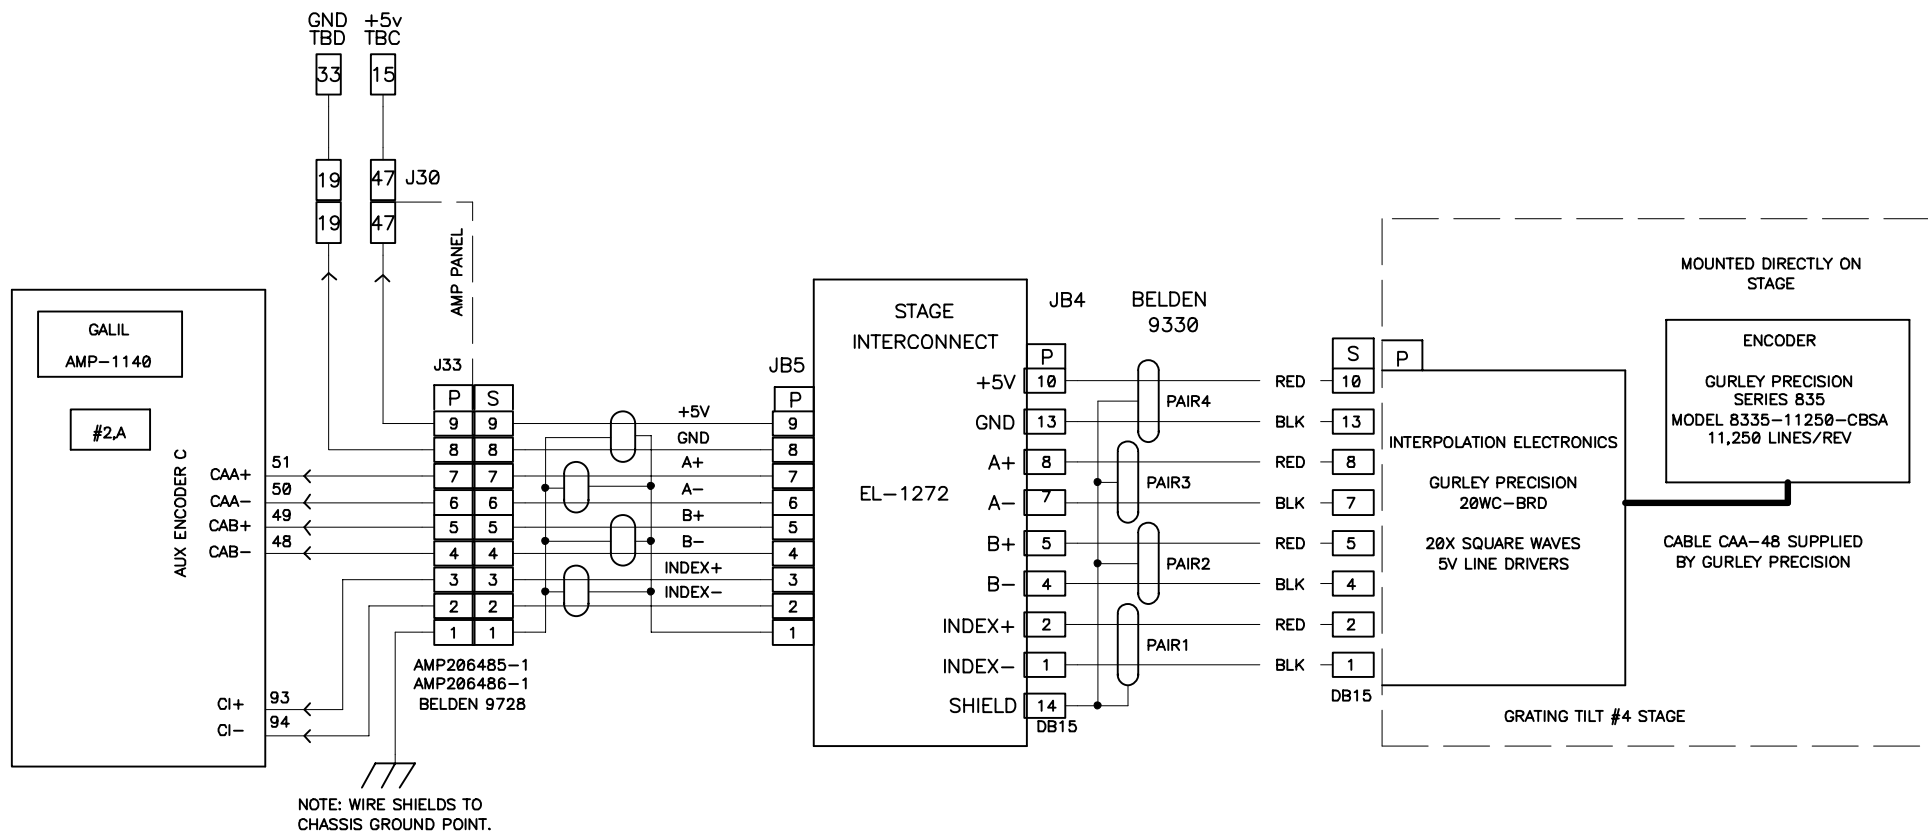 GND +5v
TBD TBC
33 15
19 47 J30
19 47
AMP PANEL
GALIL
AMP-1140
#2,A
AUX ENCODER C
CAA+ 51
CAA- 50
CAB+ 49
CAB- 48
CI+ 93
CI- 94
J33
P S
9 9
8 8
7 7
6 6
5 5
4 4
3 3
2 2
1 1
AMP206485-1
AMP206486-1
BELDEN 9728
NOTE: WIRE SHIELDS TO
CHASSIS GROUND POINT.
+5V
GND
A+
A-
B+
B-
INDEX+
INDEX-
JB5
P
9
8
7
6
5
4
3
2
1
STAGE
INTERCONNECT
EL-1272
JB4
P
+5V 10
GND 13
A+ 8
A- 7
B+ 5
B- 4
INDEX+ 2
INDEX- 1
SHIELD 14
DB15
BELDEN
9330
PAIR4
PAIR3
PAIR2
PAIR1
S P
RED 10
BLK 13
RED 8
BLK 7
RED 5
BLK 4
RED 2
BLK 1
DB15
INTERPOLATION ELECTRONICS
GURLEY PRECISION
20WC-BRD
20X SQUARE WAVES
5V LINE DRIVERS
MOUNTED DIRECTLY ON
STAGE
ENCODER
GURLEY PRECISION
SERIES 835
MODEL 8335-11250-CBSA
11,250 LINES/REV
CABLE CAA-48 SUPPLIED
BY GURLEY PRECISION
GRATING TILT #4 STAGE